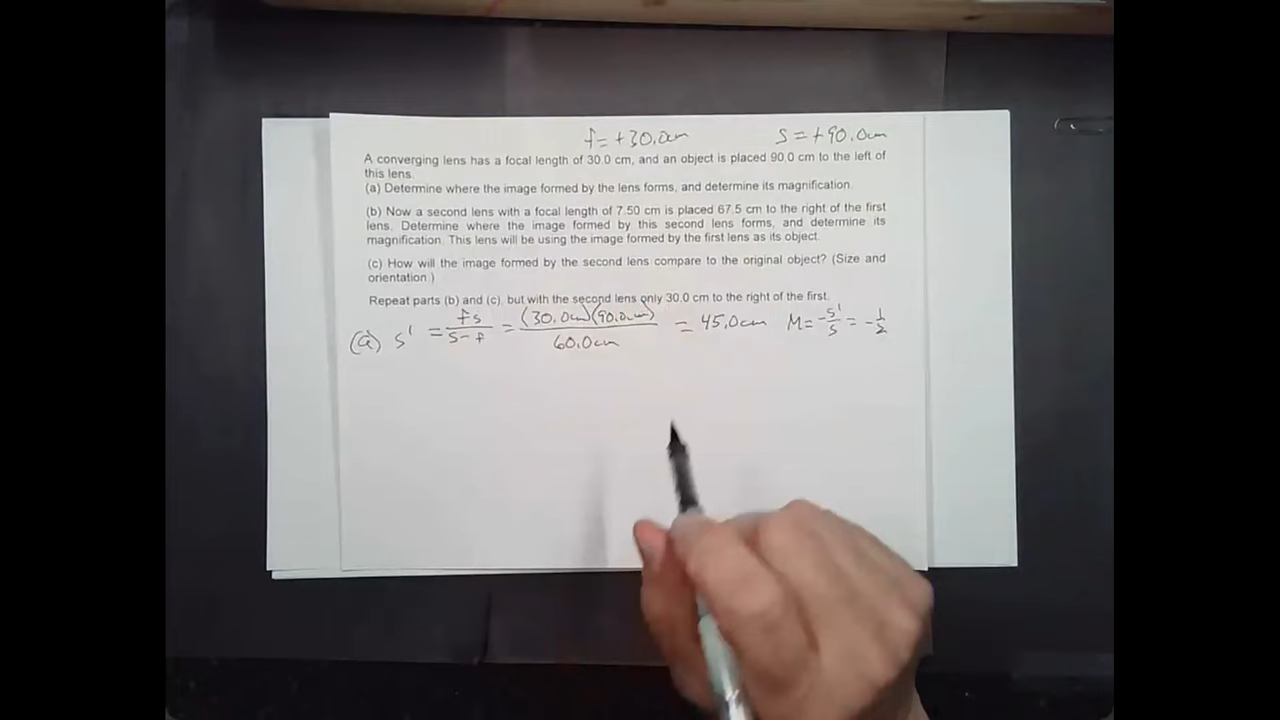 f = +30.0cm s = +90.0cm
A converging lens has a focal length of 30.0 cm, and an object is placed 90.0 cm to the left of
this lens.
(a) Determine where the image formed by the lens forms, and determine its magnification.
(b) Now a second lens with a focal length of 7.50 cm is placed 67.5 cm to the right of the first
lens. Determine where the image formed by this second lens forms, and determine its
magnification. This lens will be using the image formed by the first lens as its object.
(c) How will the image formed by the second lens compare to the original object? (Size and
orientation.)
Repeat parts (b) and (c), but with the second lens only 30.0 cm to the right of the first.
(a) s' = fs/(s-f) = (30.0cm)(90.0cm)/60.0cm = 45.0cm M = -s'/s = -1/2